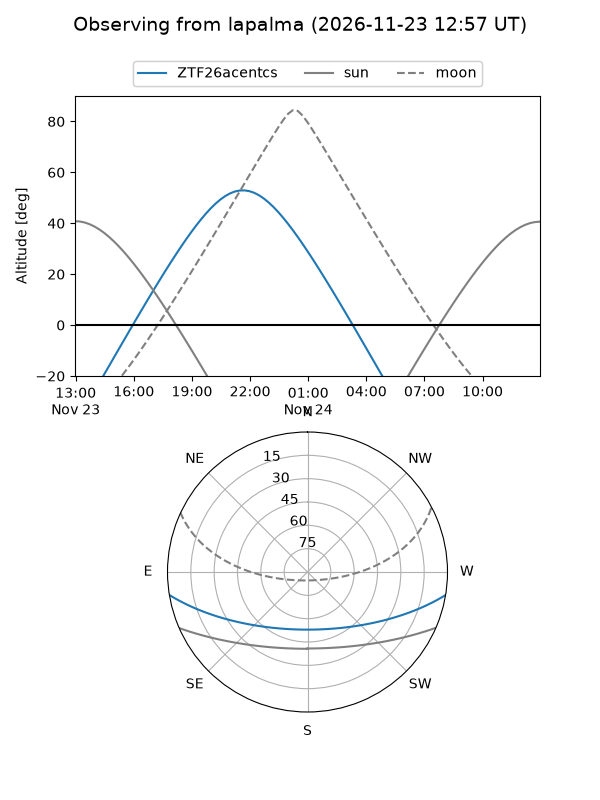 Observing from lapalma (2026-11-23 12:57 UT)
ZTF26acentcs sun moon
Altitude [deg]
80
60
40
20
0
−20
13:00 16:00 19:00 22:00 01:00 04:00 07:00 10:00
Nov 23 Nov 24
N
NE NW
15
30
45
60
75
E W
SE SW
S